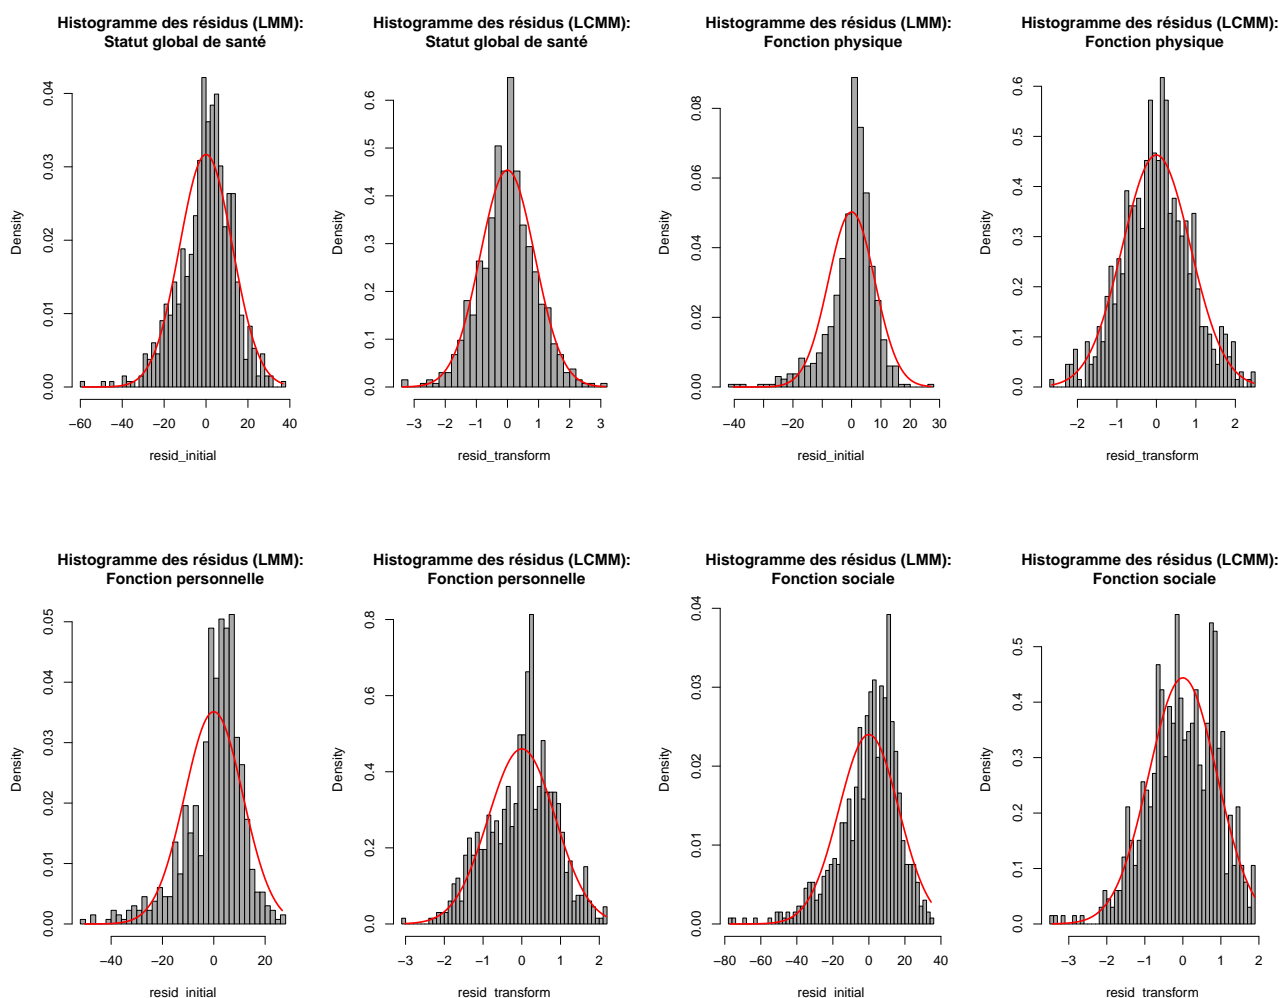 Histogramme des résidus (LMM):
Statut global de santé
Density
0.00
0.01
0.02
0.03
0.04
−60
−40
−20
0
20
40
resid_initial
Histogramme des résidus (LCMM):
Statut global de santé
Density
0.0
0.1
0.2
0.3
0.4
0.5
0.6
−3
−2
−1
0
1
2
3
resid_transform
Histogramme des résidus (LMM):
Fonction physique
Density
0.00
0.02
0.04
0.06
0.08
−40
−20
0
10
20
30
resid_initial
Histogramme des résidus (LCMM):
Fonction physique
Density
0.0
0.1
0.2
0.3
0.4
0.5
0.6
−2
−1
0
1
2
resid_transform
Histogramme des résidus (LMM):
Fonction personnelle
Density
0.00
0.01
0.02
0.03
0.04
0.05
−40
−20
0
20
resid_initial
Histogramme des résidus (LCMM):
Fonction personnelle
Density
0.0
0.2
0.4
0.6
0.8
−3
−2
−1
0
1
2
resid_transform
Histogramme des résidus (LMM):
Fonction sociale
Density
0.00
0.01
0.02
0.03
0.04
−80
−60
−40
−20
0
20
40
resid_initial
Histogramme des résidus (LCMM):
Fonction sociale
Density
0.0
0.1
0.2
0.3
0.4
0.5
−3
−2
−1
0
1
2
resid_transform